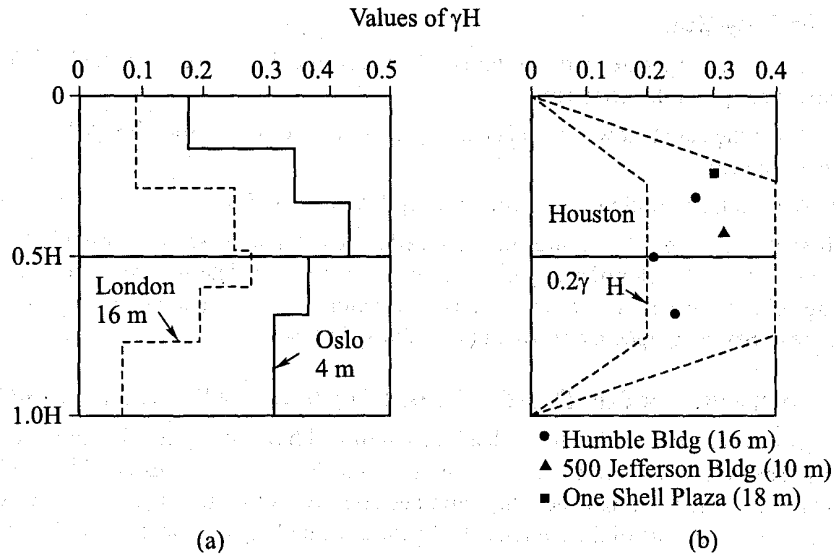 Values of γH
0 0.1 0.2 0.3 0.4 0.5
0
0.5H
1.0H
London
16 m
Oslo
4 m
(a)
0 0.1 0.2 0.3 0.4
Houston
0.2γ
H
● Humble Bldg (16 m)
▲ 500 Jefferson Bldg (10 m)
■ One Shell Plaza (18 m)
(b)